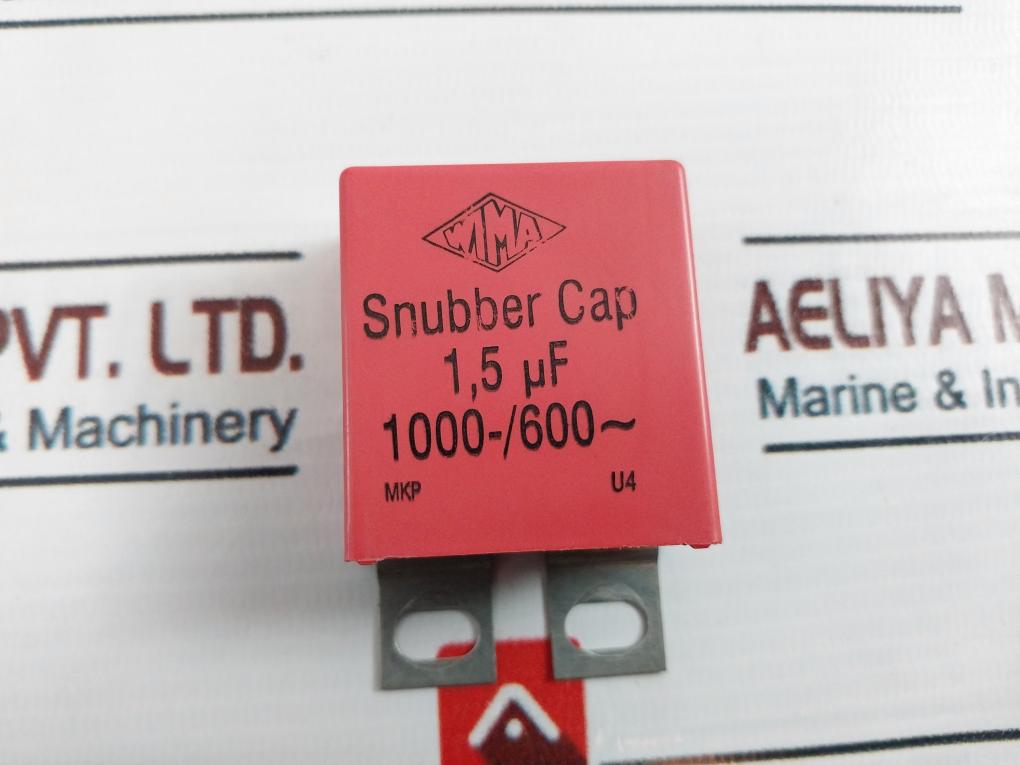 WIMA
Snubber Cap
1,5 µF
1000-/600~
MKP U4
PVT. LTD.
& Machinery
AELIYA M
Marine & In